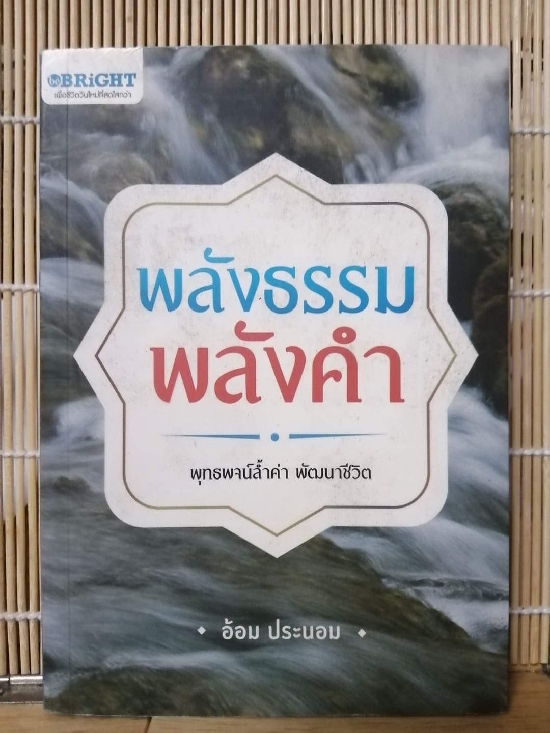 be BRiGHT
เพื่อชีวิตวันใหม่ที่สดใสกว่า
พลังธรรม
พลังคำ
พุทธพจน์ล้ำค่า พัฒนาชีวิต
อ้อม ประนอม